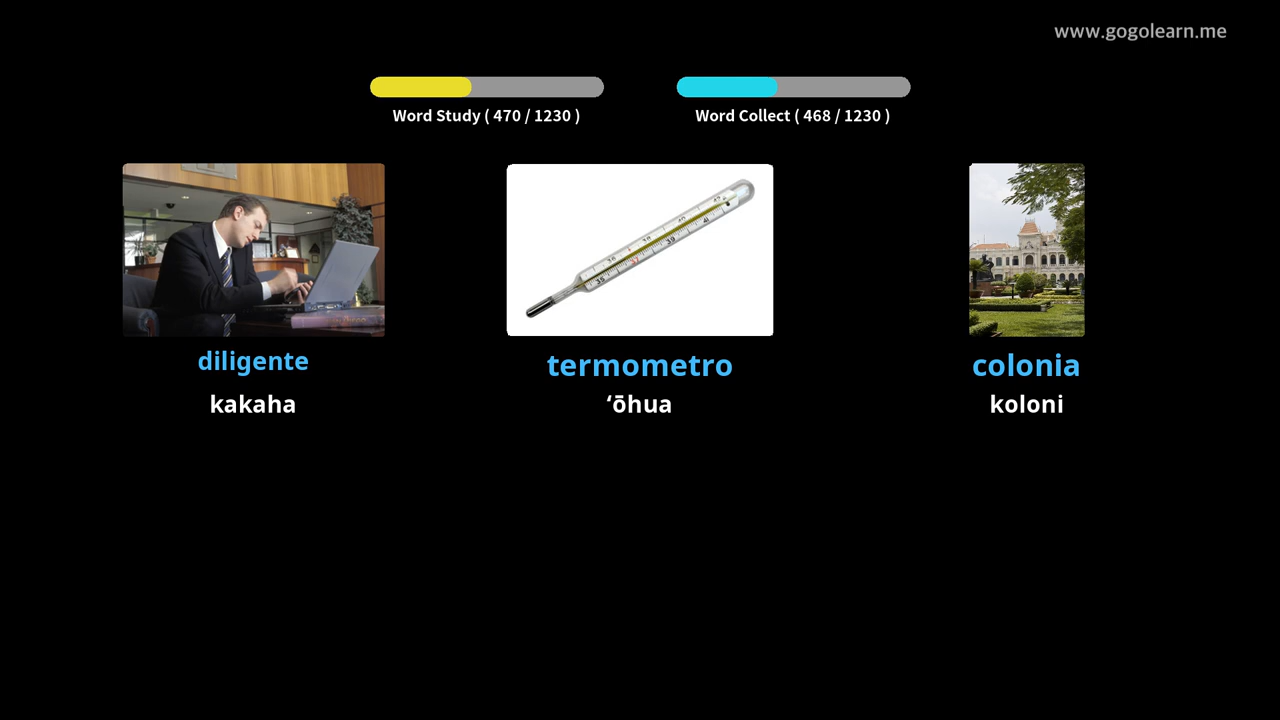 www.gogolearn.me
Word Study ( 470 / 1230 )
Word Collect ( 468 / 1230 )
diligente
termometro
colonia
kakaha
ʻōhua
koloni